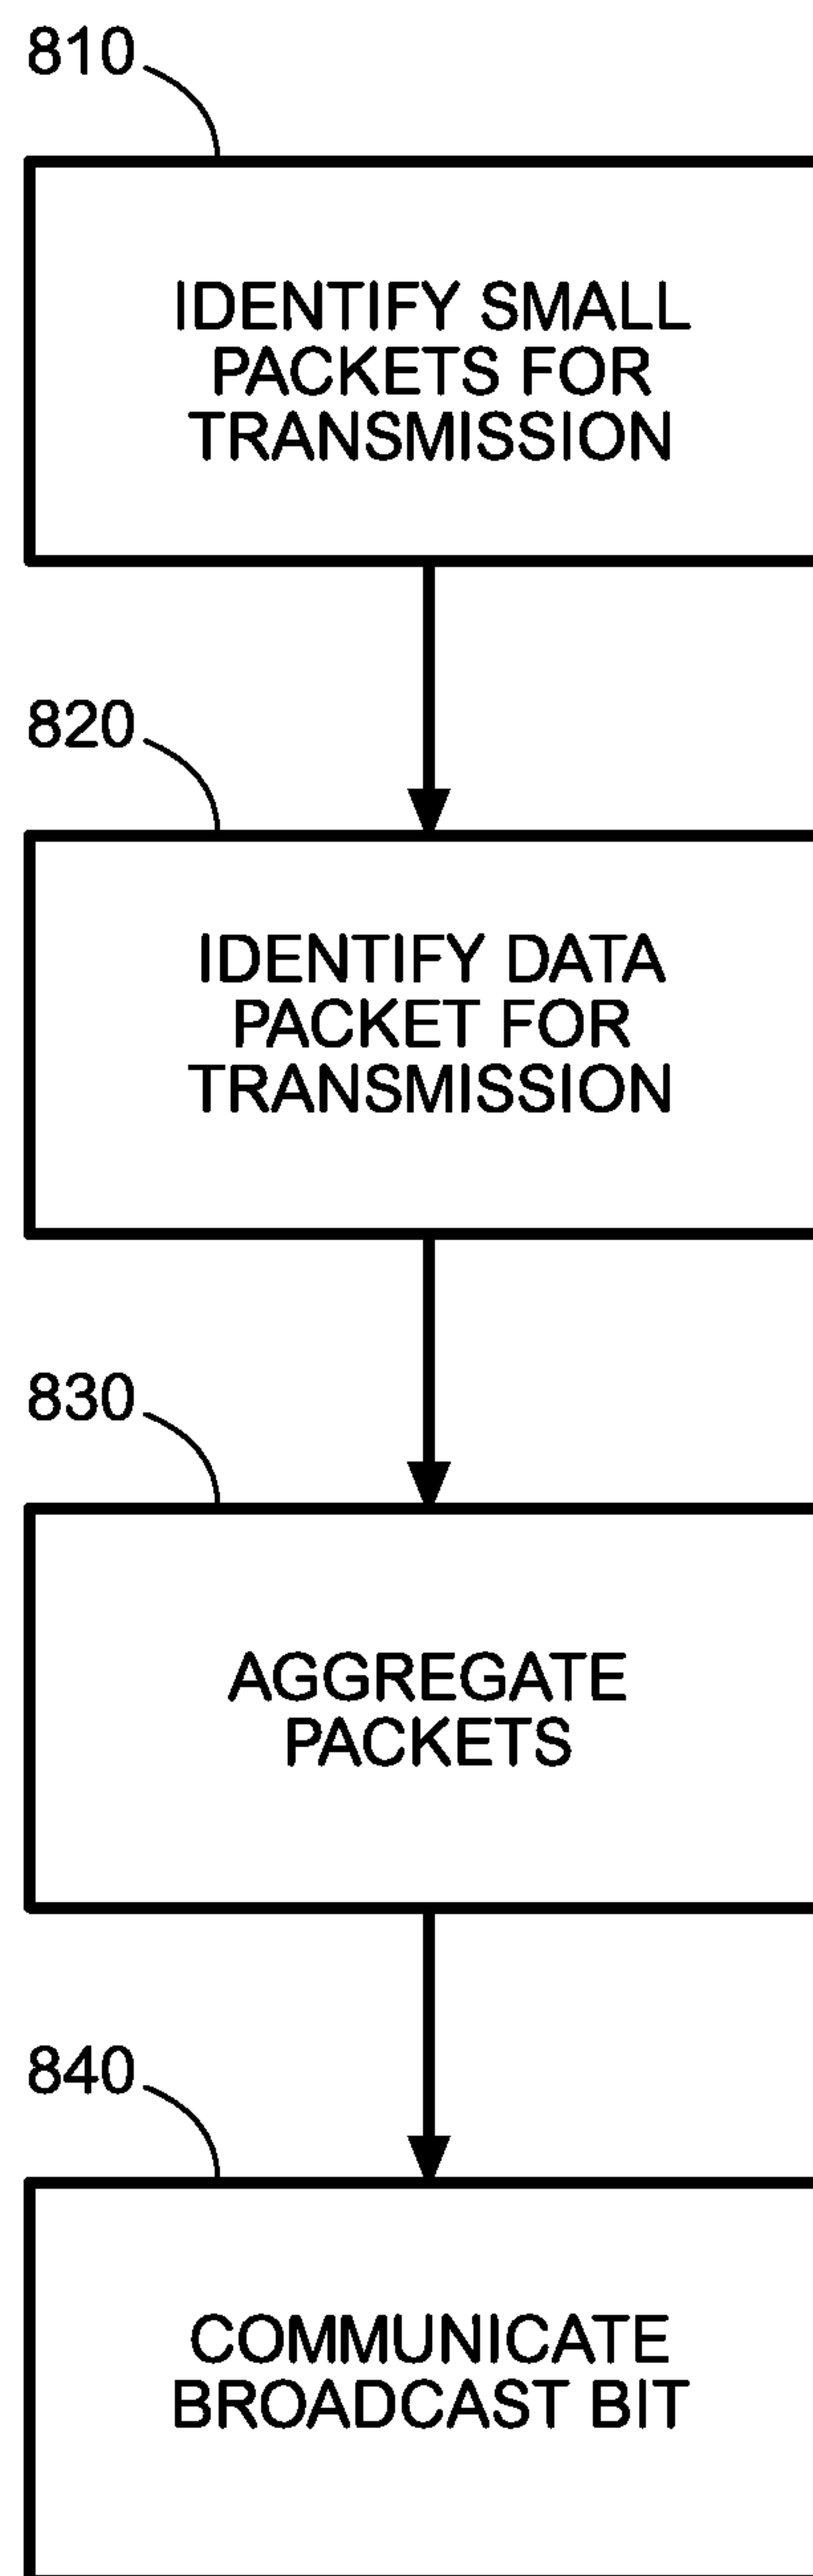 810
IDENTIFY SMALL
PACKETS FOR
TRANSMISSION
820
IDENTIFY DATA
PACKET FOR
TRANSMISSION
830
AGGREGATE
PACKETS
840
COMMUNICATE
BROADCAST BIT